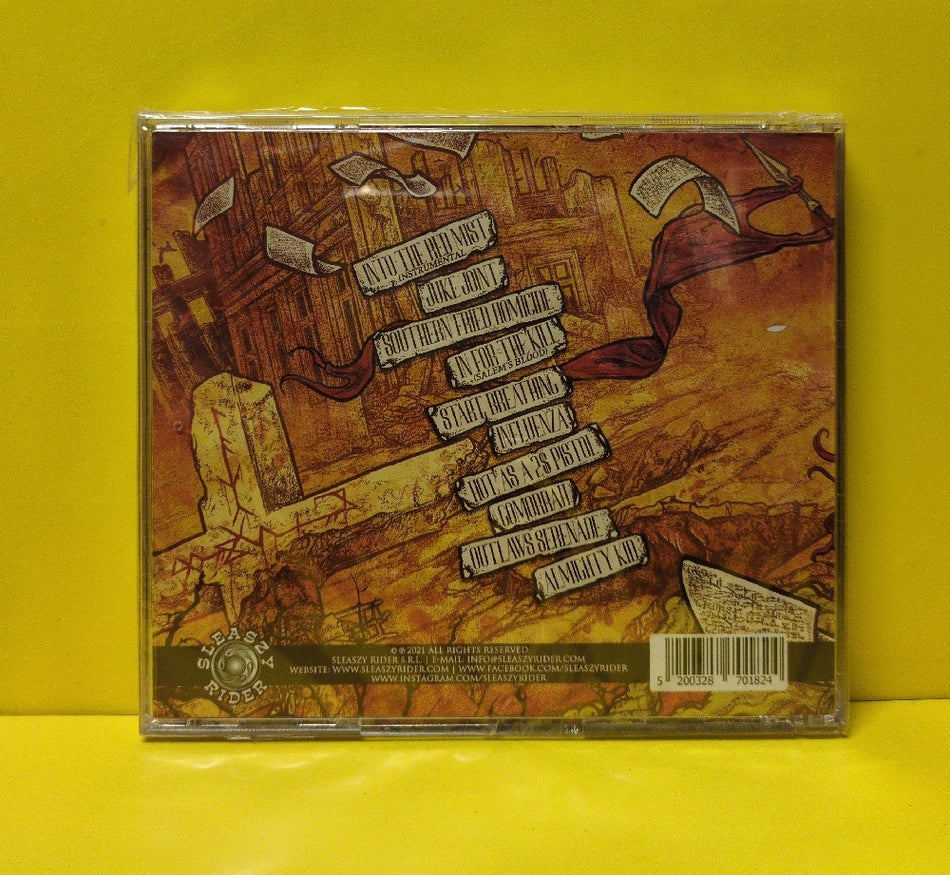 INTO THE RED MIST
INSTRUMENTAL
JUKE JOINT
SOUTHERN FRIED HOMICIDE
IN FOR THE KILL
(SALEM'S BLOOD)
START BREATHING
INFLUENZA
HOT AS A 2$ PISTOL
GOMORRAH
OUTLAWS SERENADE
ALMIGHTY KILL
SLEASZY
RIDER
© ℗ 2021 ALL RIGHTS RESERVED
SLEASZY RIDER S.R.L. | E-MAIL: INFO@SLEASZYRIDER.COM
WEBSITE: WWW.SLEASZYRIDER.COM | WWW.FACEBOOK.COM/SLEASZYRIDER
WWW.INSTAGRAM.COM/SLEASZYRIDER
5 200328 701824